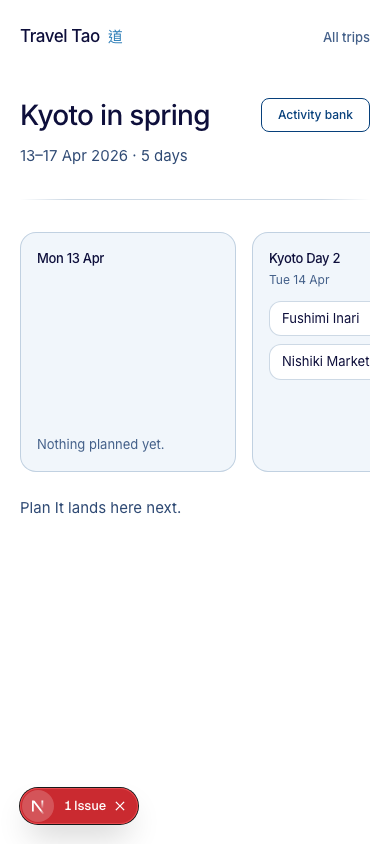 Travel Tao 道
All trips
Kyoto in spring
Activity bank
13–17 Apr 2026 · 5 days
Mon 13 Apr
Nothing planned yet.
Kyoto Day 2
Tue 14 Apr
Fushimi Inari
Nishiki Market
Plan It lands here next.
N
1 Issue